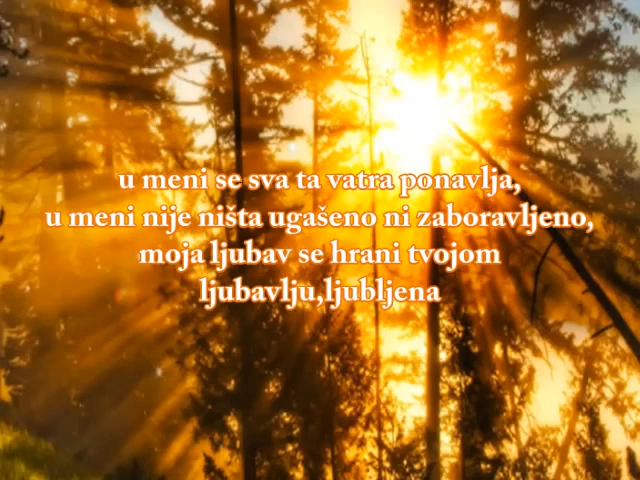 u meni se sva ta vatra ponavlja,
u meni nije ništa ugašeno ni zaboravljeno,
moja ljubav se hrani tvojom
ljubavlju,ljubljena